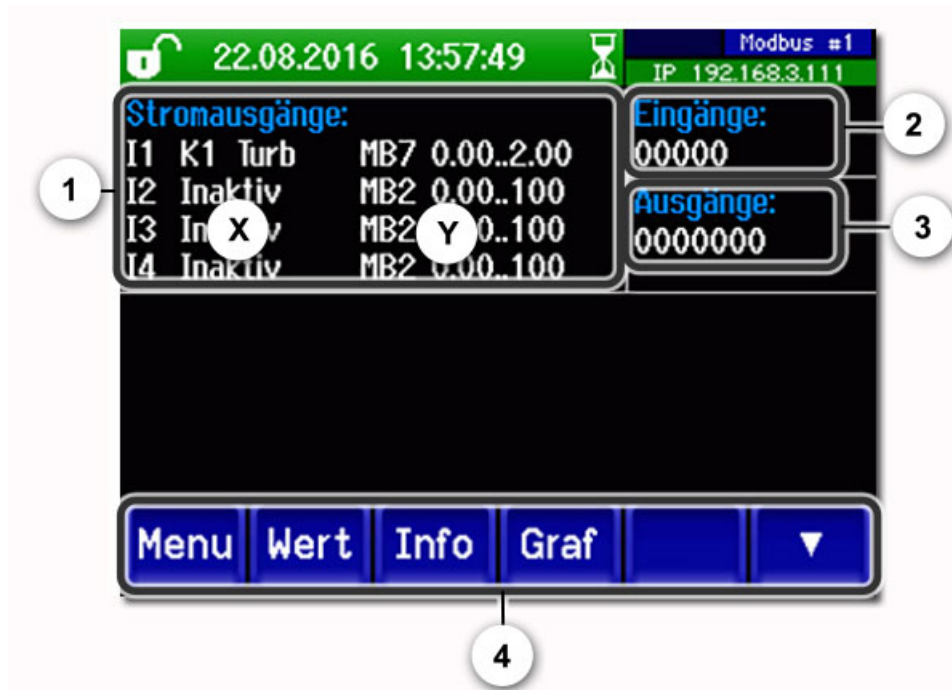 22.08.2016 13:57:49
Modbus #1
IP 192.168.3.111
Stromausgänge:
I1 K1 Turb MB7 0.00..2.00
I2 Inaktiv MB2 0.00..100
I3 MB2 0..100
I4 Inaktiv MB2 0.00..100
X
Y
Eingänge:
00000
Ausgänge:
0000000
1
2
3
Menu Wert Info Graf
4